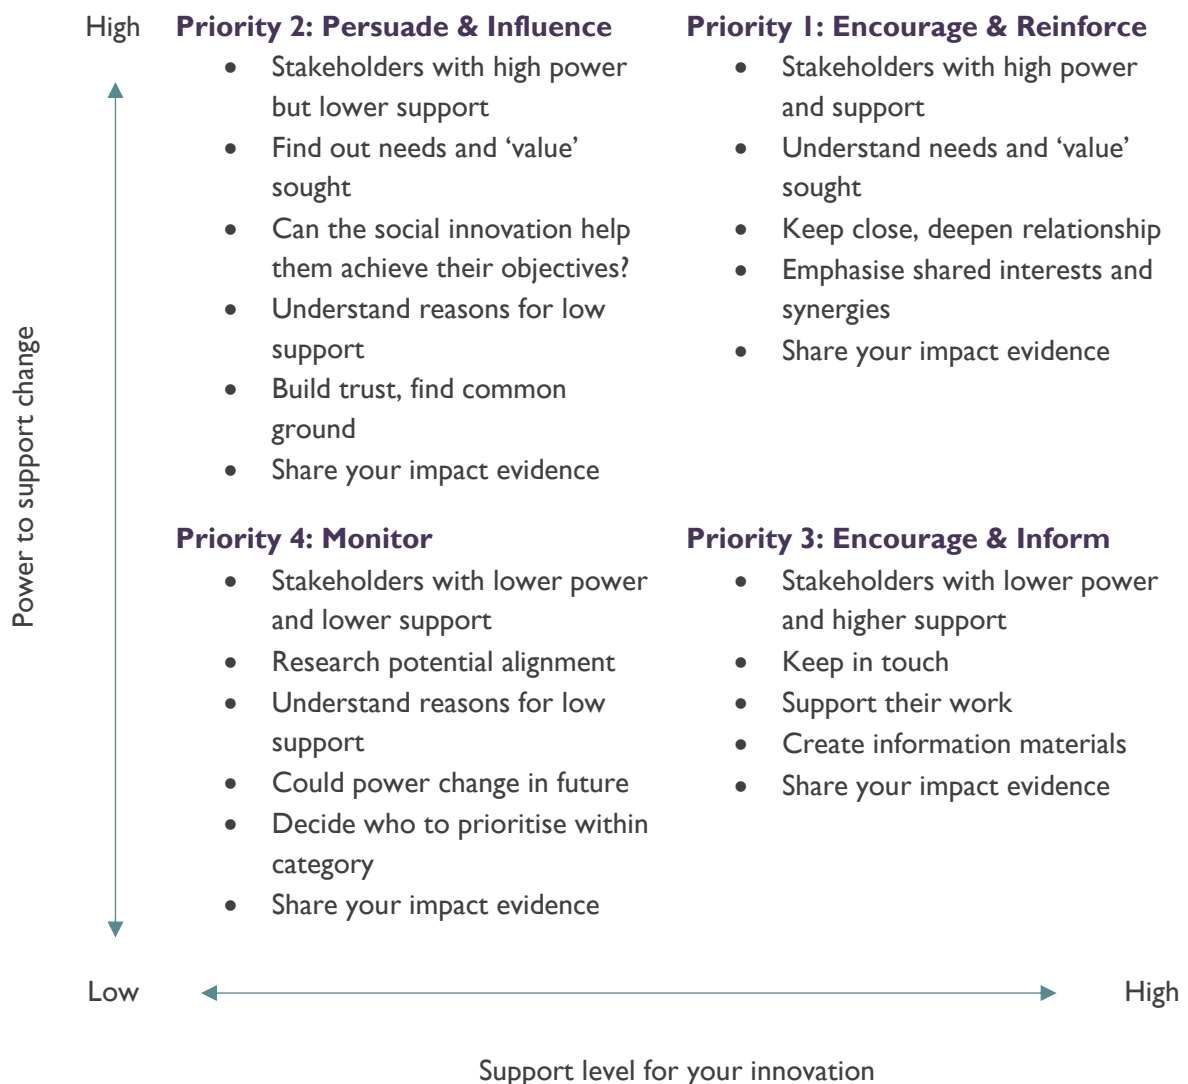 High
Priority 2: Persuade & Influence
• Stakeholders with high power
but lower support
• Find out needs and ‘value’
sought
• Can the social innovation help
them achieve their objectives?
• Understand reasons for low
support
• Build trust, find common
ground
• Share your impact evidence
Priority 1: Encourage & Reinforce
• Stakeholders with high power
and support
• Understand needs and ‘value’
sought
• Keep close, deepen relationship
• Emphasise shared interests and
synergies
• Share your impact evidence
Power to support change
Priority 4: Monitor
• Stakeholders with lower power
and lower support
• Research potential alignment
• Understand reasons for low
support
• Could power change in future
• Decide who to prioritise within
category
• Share your impact evidence
Priority 3: Encourage & Inform
• Stakeholders with lower power
and higher support
• Keep in touch
• Support their work
• Create information materials
• Share your impact evidence
Low
High
Support level for your innovation